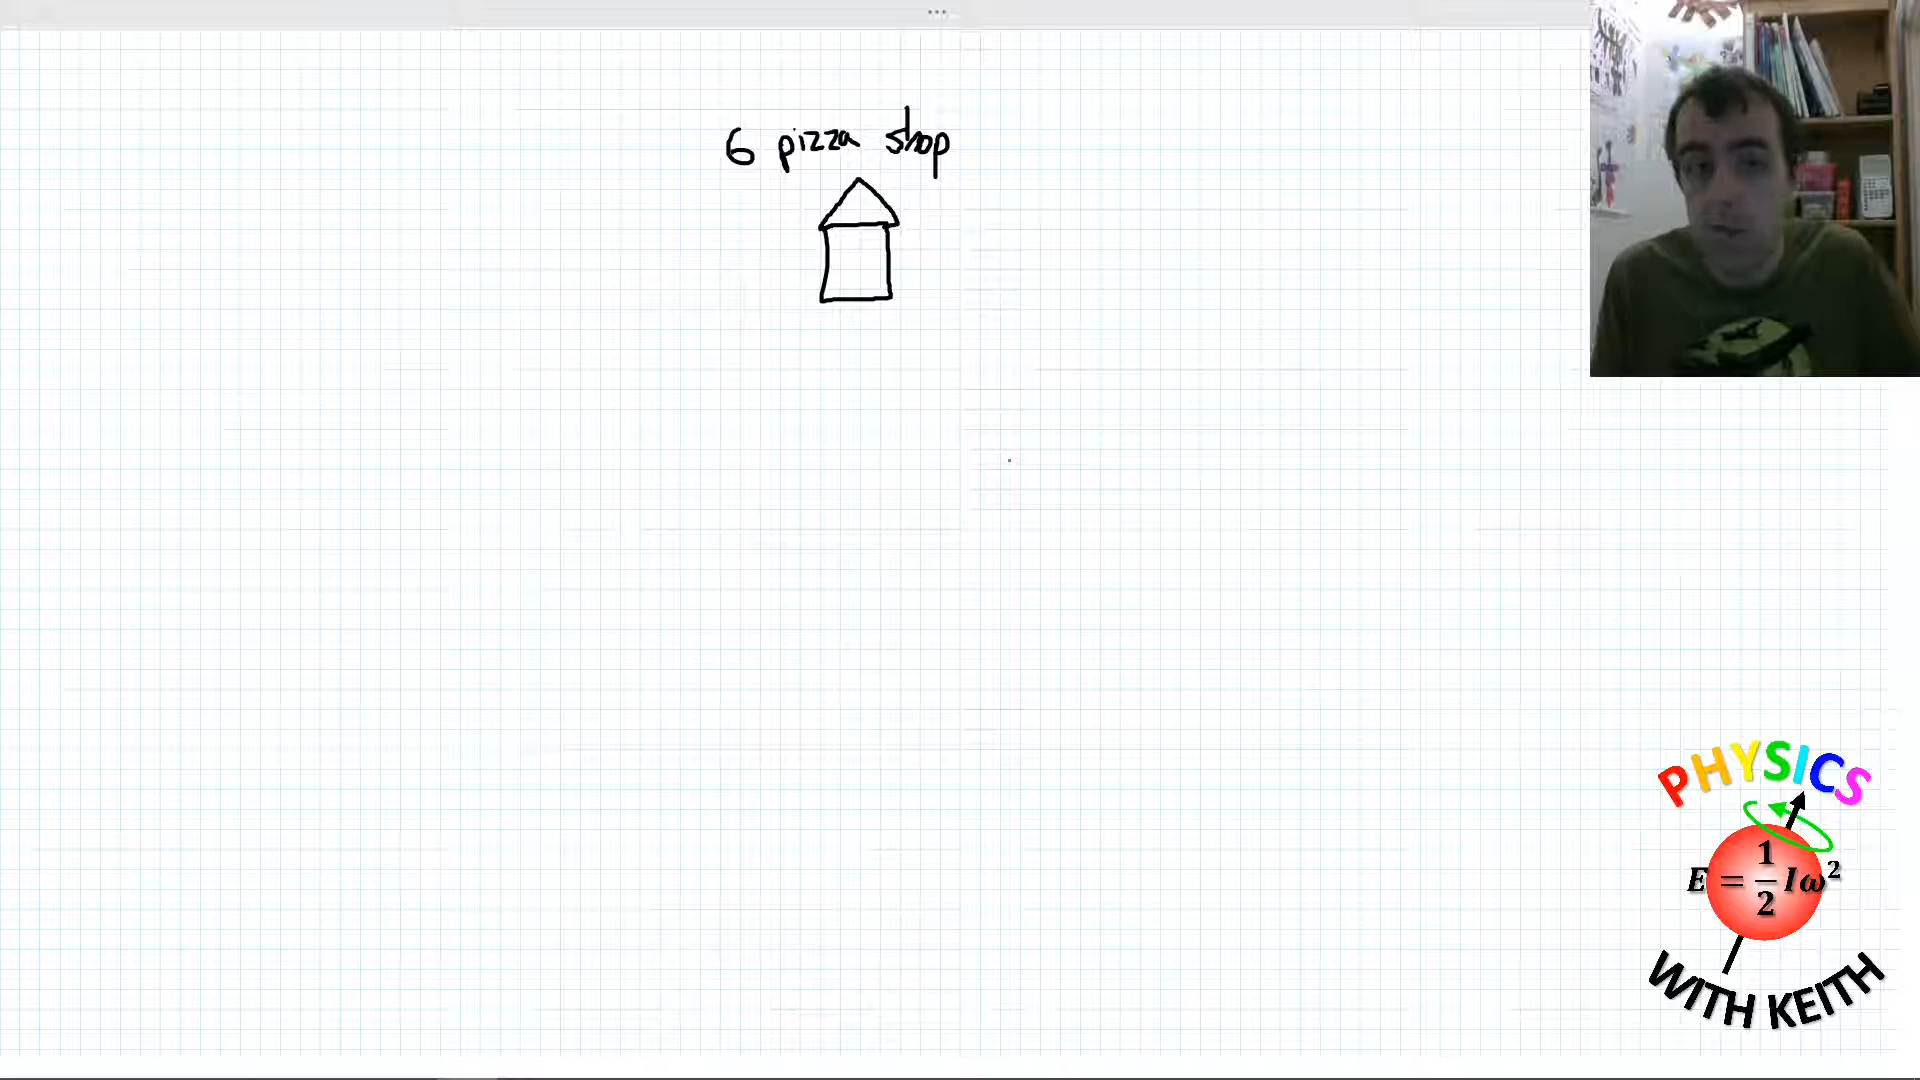 6 pizza shop
PHYSICS
E = 1/2 Iω²
WITH KEITH